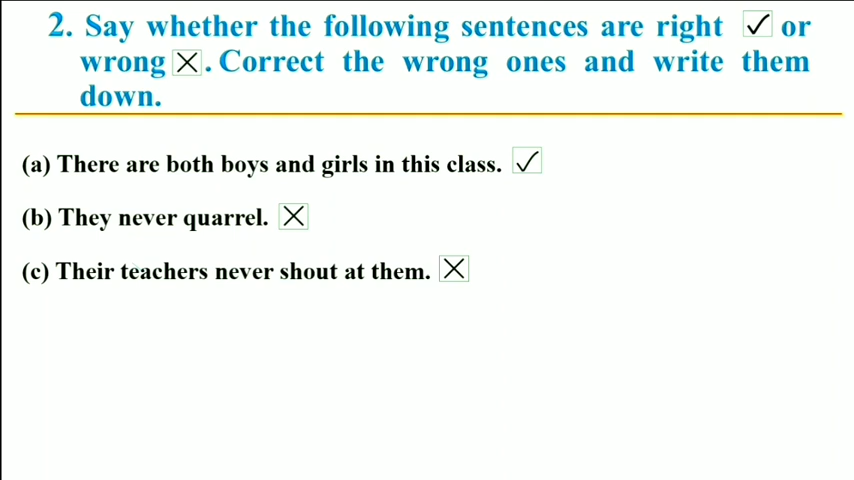 2. Say whether the following sentences are right ✓ or
wrong ✕. Correct the wrong ones and write them
down.
(a) There are both boys and girls in this class. ✓
(b) They never quarrel. ✕
(c) Their teachers never shout at them. ✕